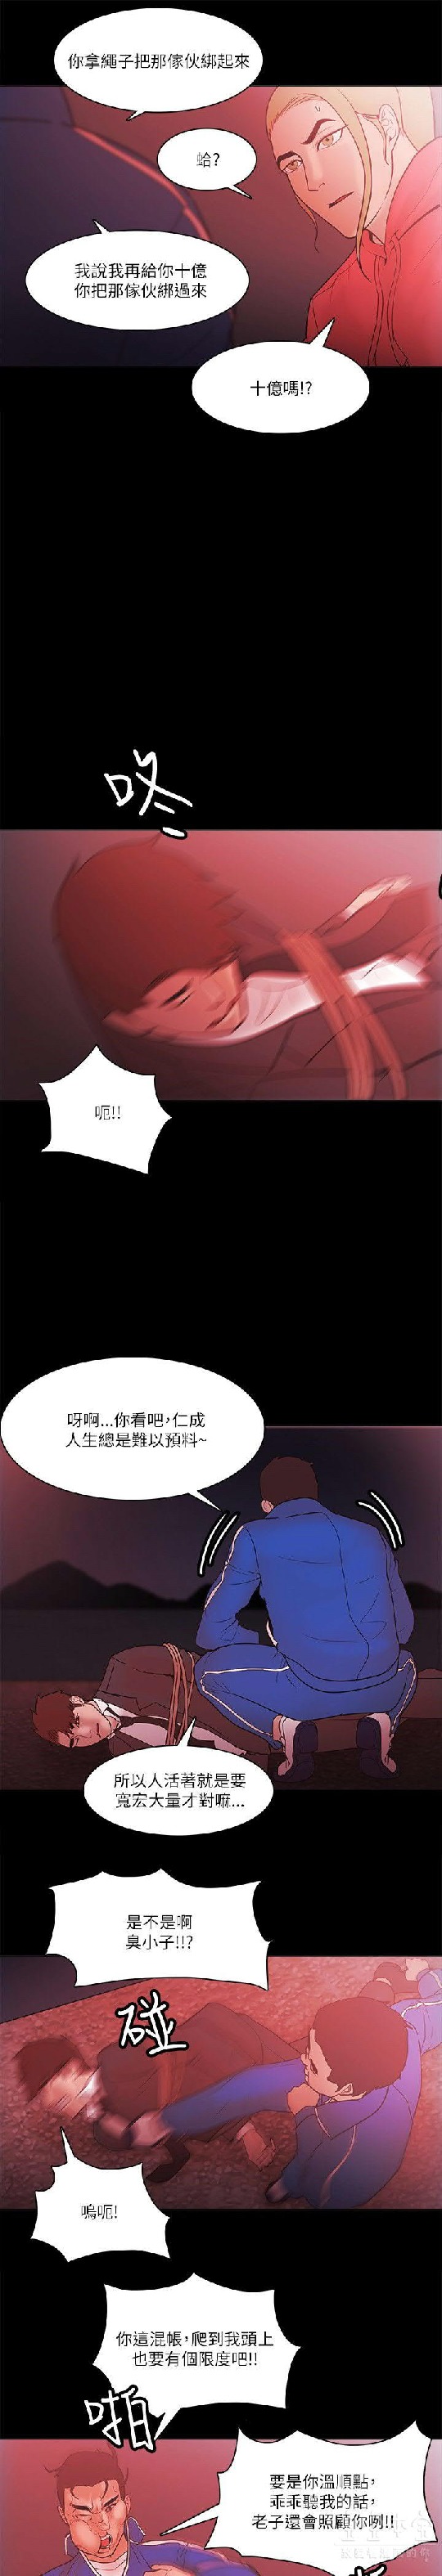 你拿繩子把那傢伙綁起來
蛤?
我說我再給你十億
你把那傢伙綁過來
十億嗎!?
咚
呃!!
呀啊...你看吧,仁成
人生總是難以預料~
所以人活著就是要
寬宏大量才對嘛...
是不是啊
臭小子!!?
碰
嗚呃!
你這混帳,爬到我頭上
也要有個限度吧!!
啪
要是你溫順點,
乖乖聽我的話,
老子還會照顧你咧!!